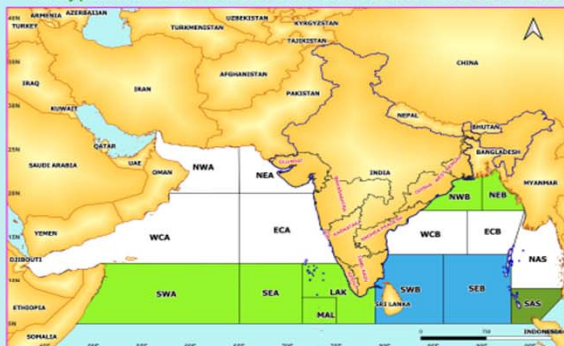 ARMENIA
AZERBAIJAN
UZBEKISTAN
KYRGYZSTAN
TURKEY
TURKMENISTAN
TAJIKISTAN
CHINA
IRAQ
IRAN
AFGHANISTAN
PAKISTAN
KUWAIT
NEPAL
BHUTAN
QATAR
BANGLADESH
SAUDI ARABIA
UAE
OMAN
NWA
NEA
GUJARAT
INDIA
MYANMAR
NWB
NEB
YEMEN
WCA
ECA
WCB
ECB
NAS
DJIBOUTI
ETHIOPIA
SWA
SEA
LAK
MAL
SRI LANKA
SWB
SEB
SAS
SOMALIA
INDONESIA